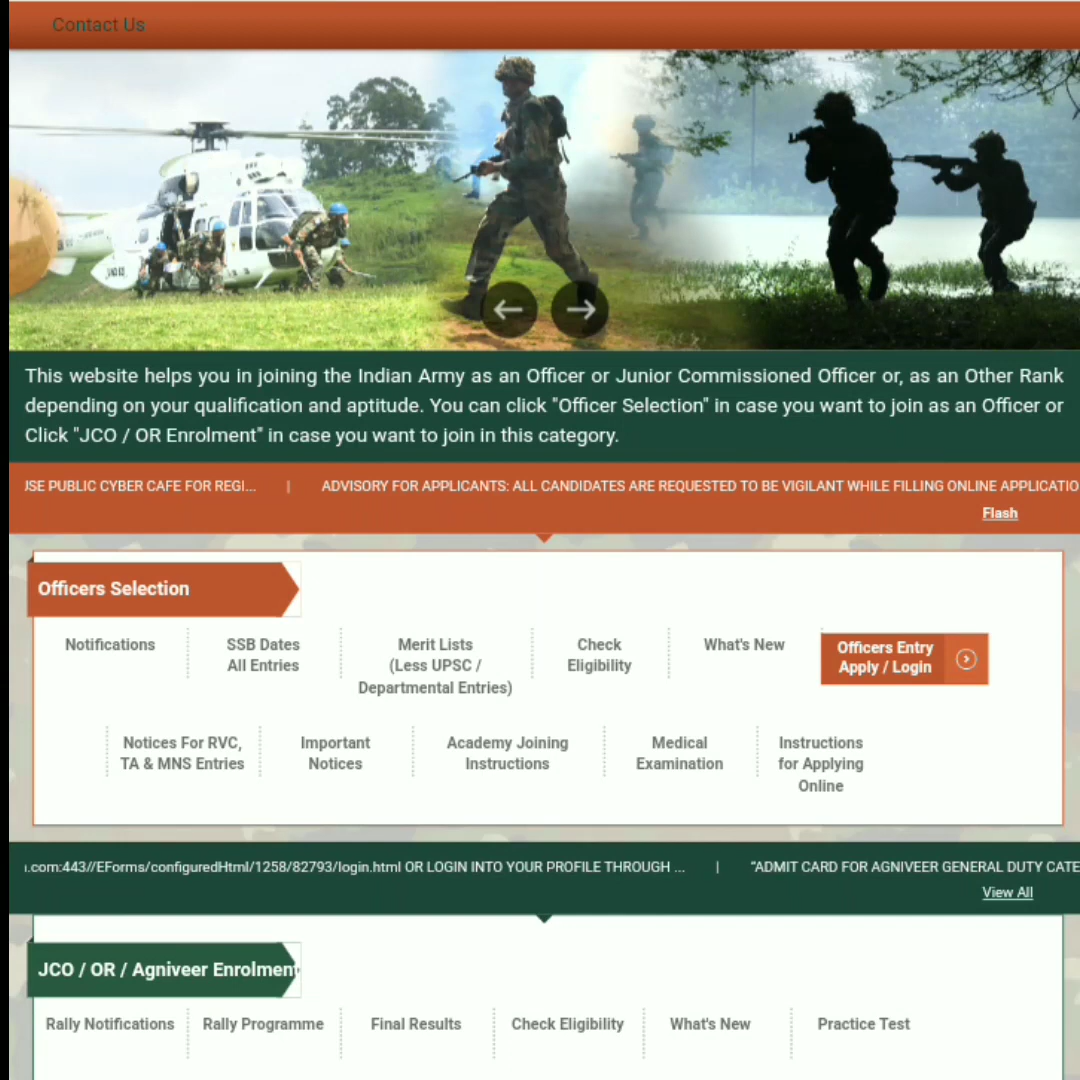 Contact Us
This website helps you in joining the Indian Army as an Officer or Junior Commissioned Officer or, as an Other Rank
depending on your qualification and aptitude. You can click "Officer Selection" in case you want to join as an Officer or
Click "JCO / OR Enrolment" in case you want to join in this category.
USE PUBLIC CYBER CAFE FOR REGI... | ADVISORY FOR APPLICANTS: ALL CANDIDATES ARE REQUESTED TO BE VIGILANT WHILE FILLING ONLINE APPLICATIO
Flash
Officers Selection
Notifications
SSB Dates
All Entries
Merit Lists
(Less UPSC /
Departmental Entries)
Check
Eligibility
What's New
Officers Entry
Apply / Login
Notices For RVC,
TA & MNS Entries
Important
Notices
Academy Joining
Instructions
Medical
Examination
Instructions
for Applying
Online
.com:443//EForms/configuredHtml/1258/82793/login.html OR LOGIN INTO YOUR PROFILE THROUGH ... | "ADMIT CARD FOR AGNIVEER GENERAL DUTY CATE
View All
JCO / OR / Agniveer Enrolment
Rally Notifications
Rally Programme
Final Results
Check Eligibility
What's New
Practice Test